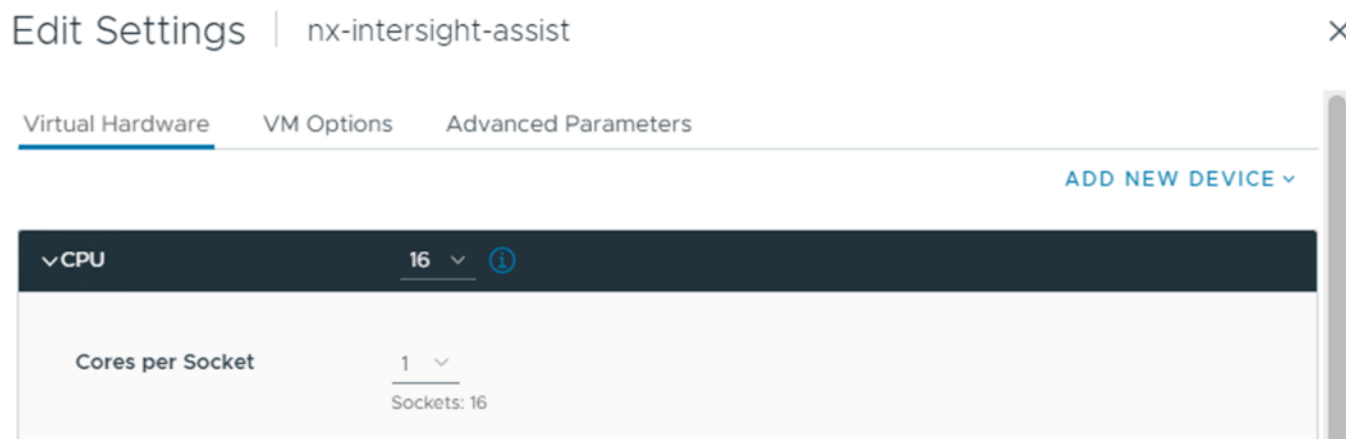 Edit Settings nx-intersight-assist
Virtual Hardware VM Options Advanced Parameters
ADD NEW DEVICE
CPU 16
Cores per Socket 1
Sockets: 16